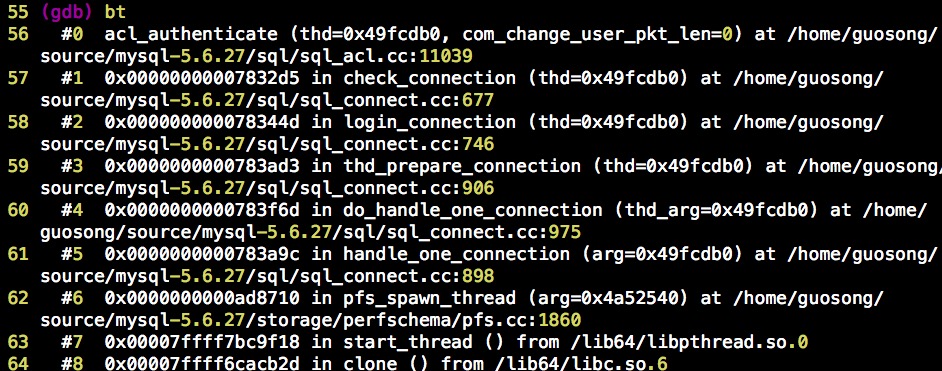 55 (gdb) bt
56 #0 acl_authenticate (thd=0x49fcdb0, com_change_user_pkt_len=0) at /home/guosong/
source/mysql-5.6.27/sql/sql_acl.cc:11039
57 #1 0x00000000007832d5 in check_connection (thd=0x49fcdb0) at /home/guosong/
source/mysql-5.6.27/sql/sql_connect.cc:677
58 #2 0x000000000078344d in login_connection (thd=0x49fcdb0) at /home/guosong/
source/mysql-5.6.27/sql/sql_connect.cc:746
59 #3 0x0000000000783ad3 in thd_prepare_connection (thd=0x49fcdb0) at /home/guosong/
source/mysql-5.6.27/sql/sql_connect.cc:906
60 #4 0x0000000000783f6d in do_handle_one_connection (thd_arg=0x49fcdb0) at /home/
guosong/source/mysql-5.6.27/sql/sql_connect.cc:975
61 #5 0x0000000000783a9c in handle_one_connection (arg=0x49fcdb0) at /home/guosong/
source/mysql-5.6.27/sql/sql_connect.cc:898
62 #6 0x0000000000ad8710 in pfs_spawn_thread (arg=0x4a52540) at /home/guosong/
source/mysql-5.6.27/storage/perfschema/pfs.cc:1860
63 #7 0x00007ffff7bc9f18 in start_thread () from /lib64/libpthread.so.0
64 #8 0x00007ffff6cacb2d in clone () from /lib64/libc.so.6